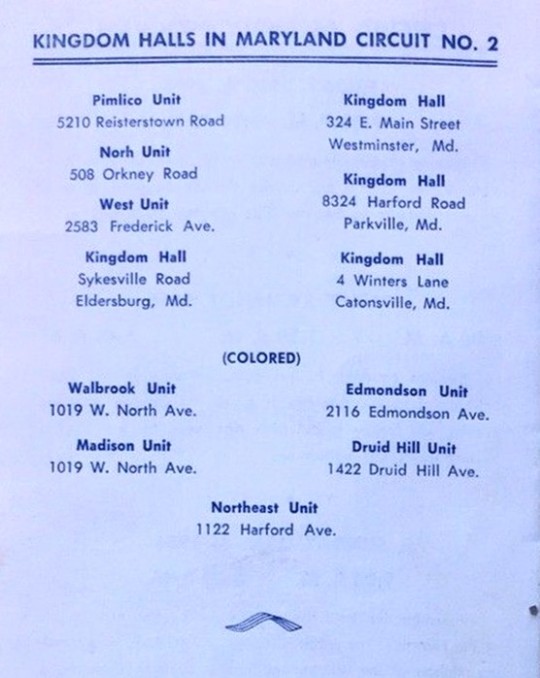 KINGDOM HALLS IN MARYLAND CIRCUIT NO. 2
Pimlico Unit
5210 Reisterstown Road
Norh Unit
508 Orkney Road
West Unit
2583 Frederick Ave.
Kingdom Hall
Sykesville Road
Eldersburg, Md.
Kingdom Hall
324 E. Main Street
Westminster, Md.
Kingdom Hall
8324 Harford Road
Parkville, Md.
Kingdom Hall
4 Winters Lane
Catonsville, Md.
(COLORED)
Walbrook Unit
1019 W. North Ave.
Madison Unit
1019 W. North Ave.
Edmondson Unit
2116 Edmondson Ave.
Druid Hill Unit
1422 Druid Hill Ave.
Northeast Unit
1122 Harford Ave.